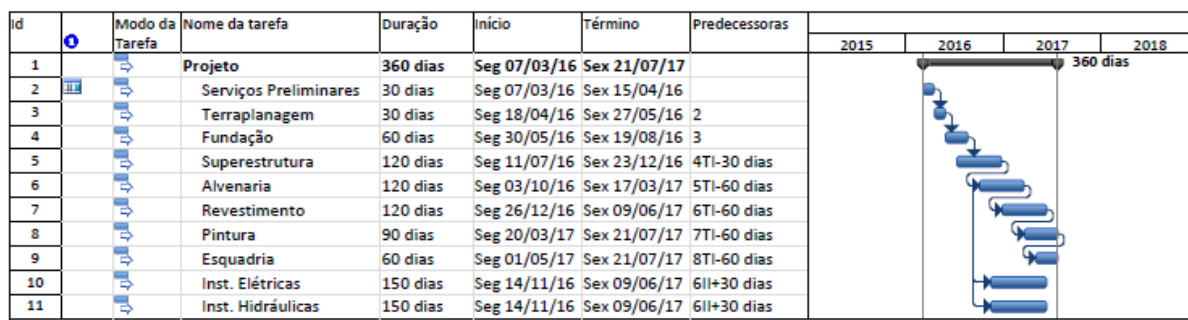 Id Modo da Tarefa Nome da tarefa Duração Início Término Predecessoras 2015 2016 2017 2018
1 Projeto 360 dias Seg 07/03/16 Sex 21/07/17 360 dias
2 Serviços Preliminares 30 dias Seg 07/03/16 Sex 15/04/16
3 Terraplanagem 30 dias Seg 18/04/16 Sex 27/05/16 2
4 Fundação 60 dias Seg 30/05/16 Sex 19/08/16 3
5 Superestrutura 120 dias Seg 11/07/16 Sex 23/12/16 4TI-30 dias
6 Alvenaria 120 dias Seg 03/10/16 Sex 17/03/17 5TI-60 dias
7 Revestimento 120 dias Seg 26/12/16 Sex 09/06/17 6TI-60 dias
8 Pintura 90 dias Seg 20/03/17 Sex 21/07/17 7TI-60 dias
9 Esquadria 60 dias Seg 01/05/17 Sex 21/07/17 8TI-60 dias
10 Inst. Elétricas 150 dias Seg 14/11/16 Sex 09/06/17 6II+30 dias
11 Inst. Hidráulicas 150 dias Seg 14/11/16 Sex 09/06/17 6II+30 dias